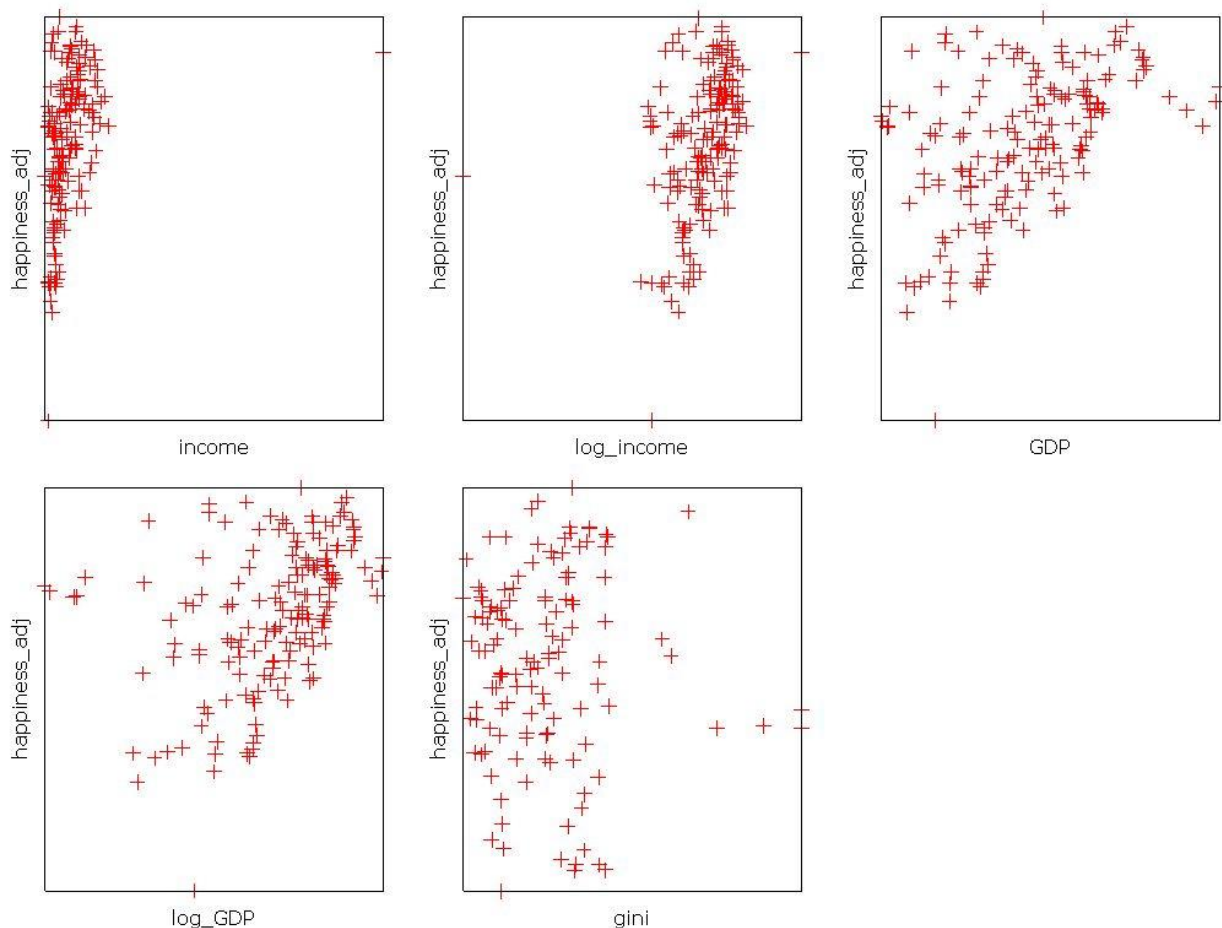 happiness_adj
income
happiness_adj
log_income
happiness_adj
GDP
happiness_adj
log_GDP
happiness_adj
gini